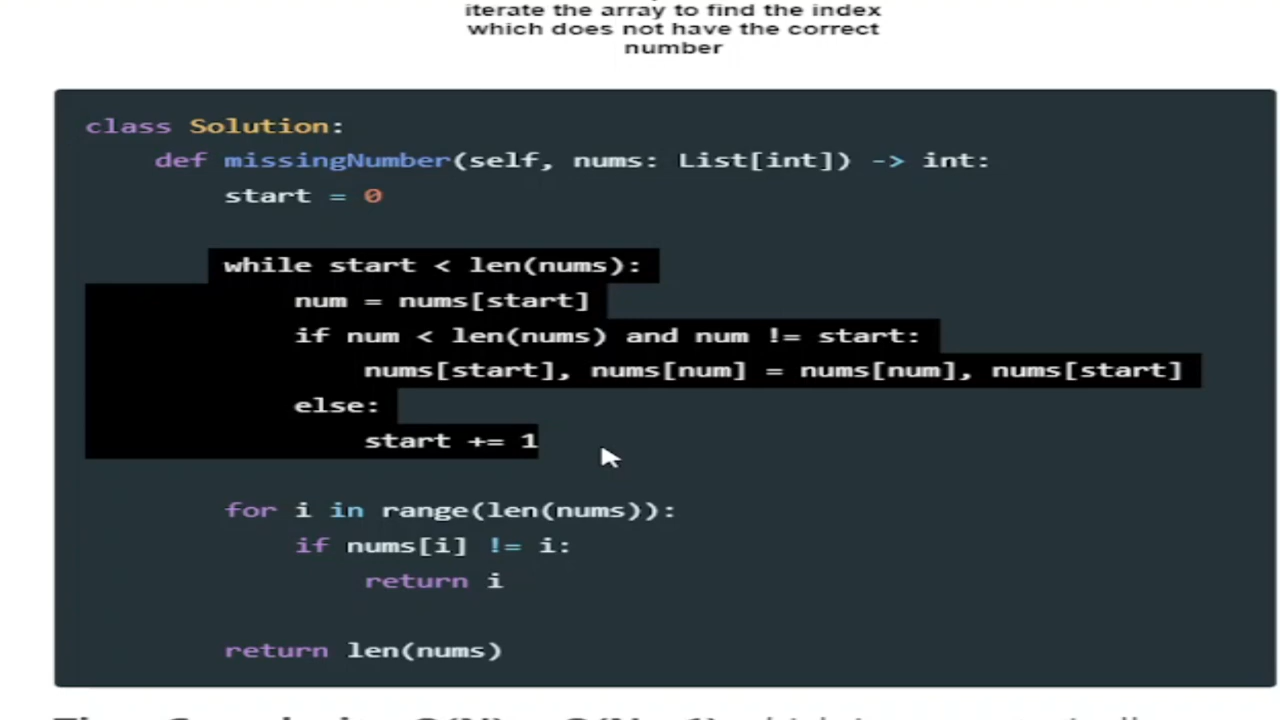 iterate the array to find the index
which does not have the correct
number
class Solution:
def missingNumber(self, nums: List[int]) -> int:
start = 0
while start < len(nums):
num = nums[start]
if num < len(nums) and num != start:
nums[start], nums[num] = nums[num], nums[start]
else:
start += 1
for i in range(len(nums)):
if nums[i] != i:
return i
return len(nums)